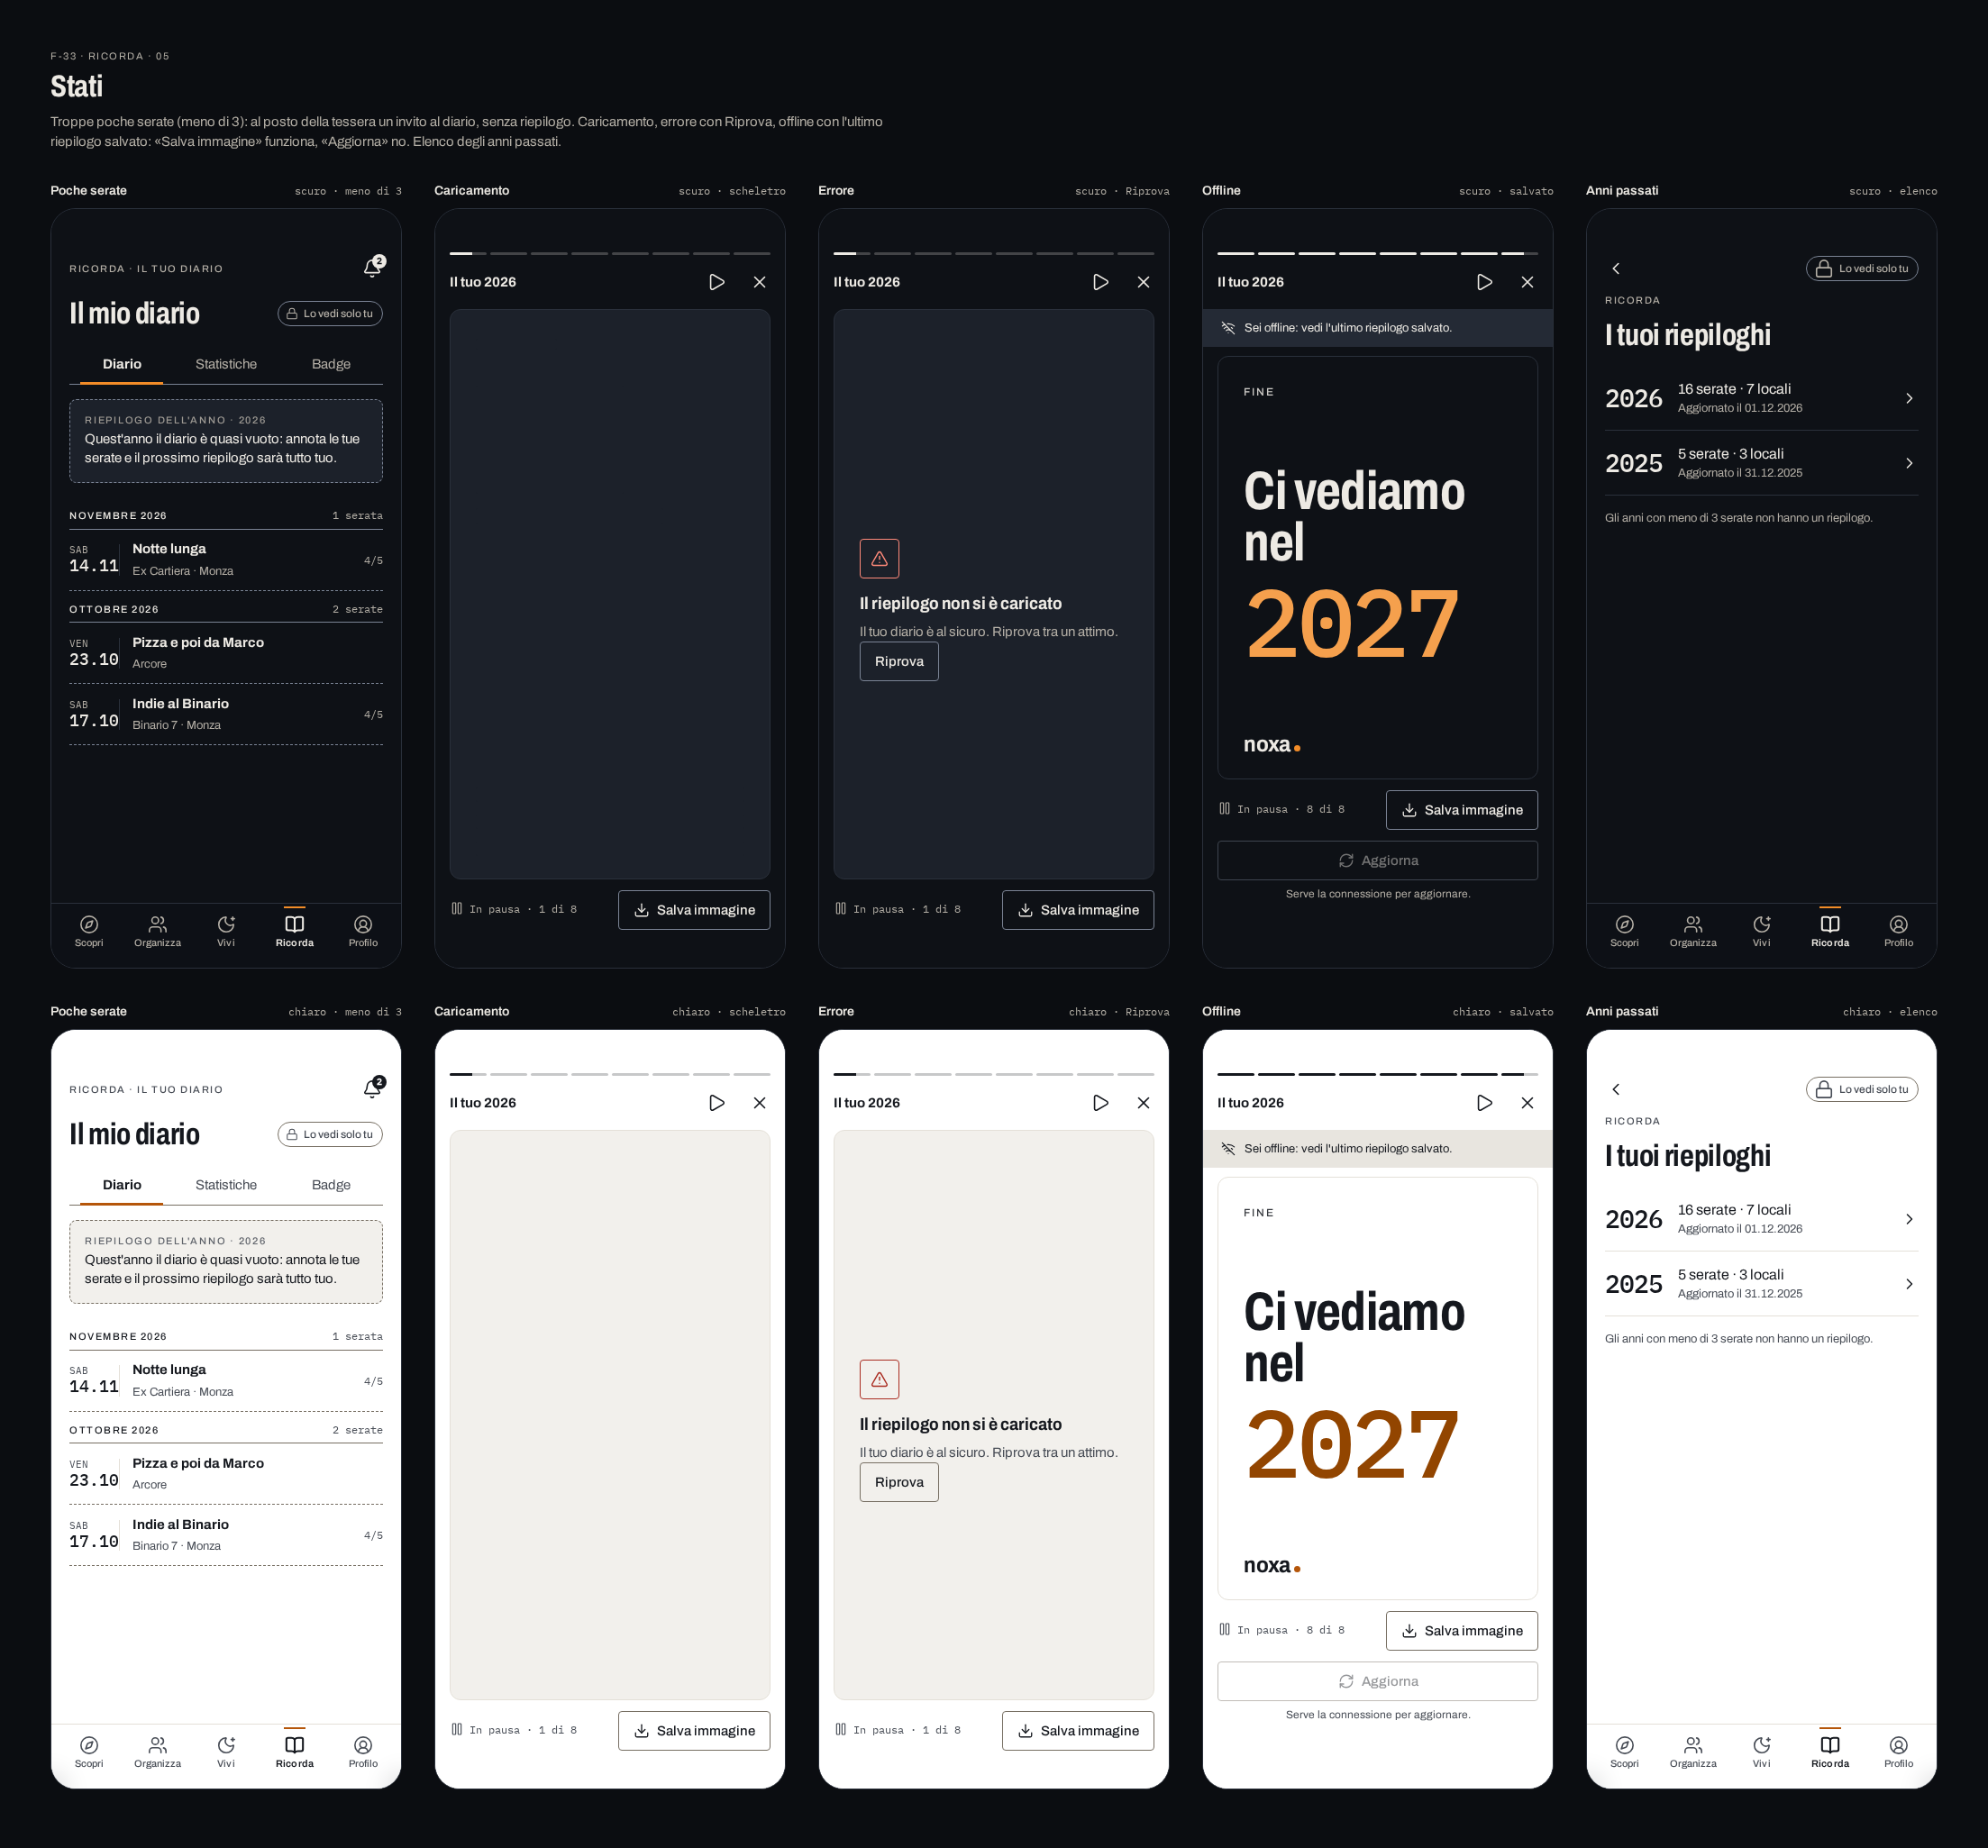 F-33 · RICORDA · 05
Stati
Troppe poche serate (meno di 3): al posto della tessera un invito al diario, senza riepilogo. Caricamento, errore con Riprova, offline con l'ultimo
riepilogo salvato: «Salva immagine» funziona, «Aggiorna» no. Elenco degli anni passati.
Poche serate
scuro · meno di 3
RICORDA · IL TUO DIARIO
2
Il mio diario
Lo vedi solo tu
Diario
Statistiche
Badge
RIEPILOGO DELL'ANNO · 2026
Quest'anno il diario è quasi vuoto: annota le tue
serate e il prossimo riepilogo sarà tutto tuo.
NOVEMBRE 2026
1 serata
SAB
14.11
Notte lunga
Ex Cartiera · Monza
4/5
OTTOBRE 2026
2 serate
VEN
23.10
Pizza e poi da Marco
Arcore
SAB
17.10
Indie al Binario
Binario 7 · Monza
4/5
Scopri
Organizza
Vivi
Ricorda
Profilo
Caricamento
scuro · scheletro
Il tuo 2026
In pausa · 1 di 8
Salva immagine
Errore
scuro · Riprova
Il tuo 2026
Il riepilogo non si è caricato
Il tuo diario è al sicuro. Riprova tra un attimo.
Riprova
In pausa · 1 di 8
Salva immagine
Offline
scuro · salvato
Il tuo 2026
Sei offline: vedi l'ultimo riepilogo salvato.
FINE
Ci vediamo
nel
2027
noxa.
In pausa · 8 di 8
Salva immagine
Aggiorna
Serve la connessione per aggiornare.
Anni passati
scuro · elenco
Lo vedi solo tu
RICORDA
I tuoi riepiloghi
2026
16 serate · 7 locali
Aggiornato il 01.12.2026
2025
5 serate · 3 locali
Aggiornato il 31.12.2025
Gli anni con meno di 3 serate non hanno un riepilogo.
Scopri
Organizza
Vivi
Ricorda
Profilo
Poche serate
chiaro · meno di 3
RICORDA · IL TUO DIARIO
2
Il mio diario
Lo vedi solo tu
Diario
Statistiche
Badge
RIEPILOGO DELL'ANNO · 2026
Quest'anno il diario è quasi vuoto: annota le tue
serate e il prossimo riepilogo sarà tutto tuo.
NOVEMBRE 2026
1 serata
SAB
14.11
Notte lunga
Ex Cartiera · Monza
4/5
OTTOBRE 2026
2 serate
VEN
23.10
Pizza e poi da Marco
Arcore
SAB
17.10
Indie al Binario
Binario 7 · Monza
4/5
Scopri
Organizza
Vivi
Ricorda
Profilo
Caricamento
chiaro · scheletro
Il tuo 2026
In pausa · 1 di 8
Salva immagine
Errore
chiaro · Riprova
Il tuo 2026
Il riepilogo non si è caricato
Il tuo diario è al sicuro. Riprova tra un attimo.
Riprova
In pausa · 1 di 8
Salva immagine
Offline
chiaro · salvato
Il tuo 2026
Sei offline: vedi l'ultimo riepilogo salvato.
FINE
Ci vediamo
nel
2027
noxa.
In pausa · 8 di 8
Salva immagine
Aggiorna
Serve la connessione per aggiornare.
Anni passati
chiaro · elenco
Lo vedi solo tu
RICORDA
I tuoi riepiloghi
2026
16 serate · 7 locali
Aggiornato il 01.12.2026
2025
5 serate · 3 locali
Aggiornato il 31.12.2025
Gli anni con meno di 3 serate non hanno un riepilogo.
Scopri
Organizza
Vivi
Ricorda
Profilo